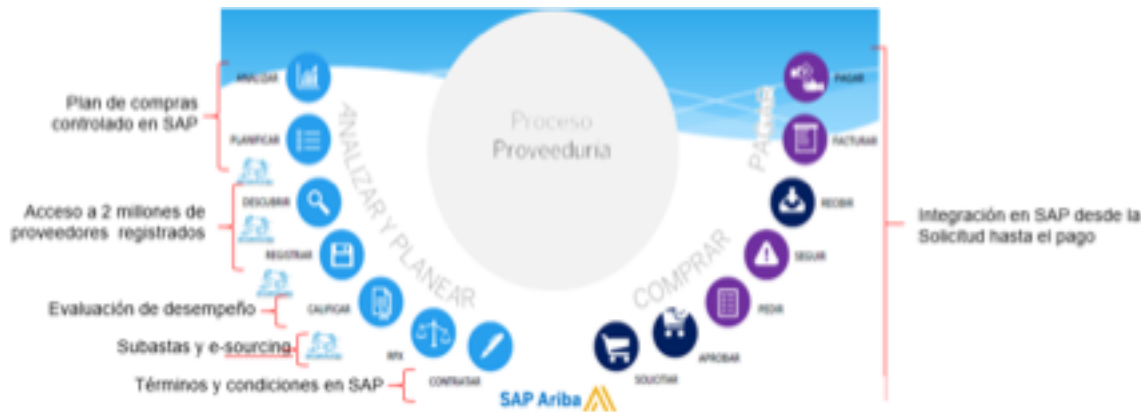 ANALIZAR
Plan de compras
controlado en SAP
PLANIFICAR
DESCUBRIR
Acceso a 2 millones de
proveedores registrados
REGISTRAR
Evaluación de desempeño
CALIFICAR
Subastas y e-sourcing
RFX
Términos y condiciones en SAP
CONTRATAR
ANALIZAR Y PLANEAR
Proceso
Proveeduria
SAP Ariba
COMPRAR
SOLICITAR
APROBAR
PEDIR
SEGUIR
RECIBIR
PAGAR
FACTURAR
PAGAR
Integración en SAP desde la
Solicitud hasta el pago